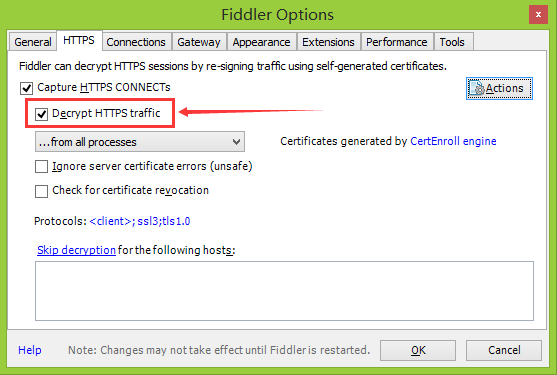 Fiddler Options
x
General HTTPS Connections Gateway Appearance Extensions Performance Tools
Fiddler can decrypt HTTPS sessions by re-signing traffic using self-generated certificates.
Capture HTTPS CONNECTs
Actions
Decrypt HTTPS traffic
...from all processes
Certificates generated by CertEnroll engine
Ignore server certificate errors (unsafe)
Check for certificate revocation
Protocols: <client>; ssl3;tls1.0
Skip decryption for the following hosts:
Help Note: Changes may not take effect until Fiddler is restarted. OK Cancel